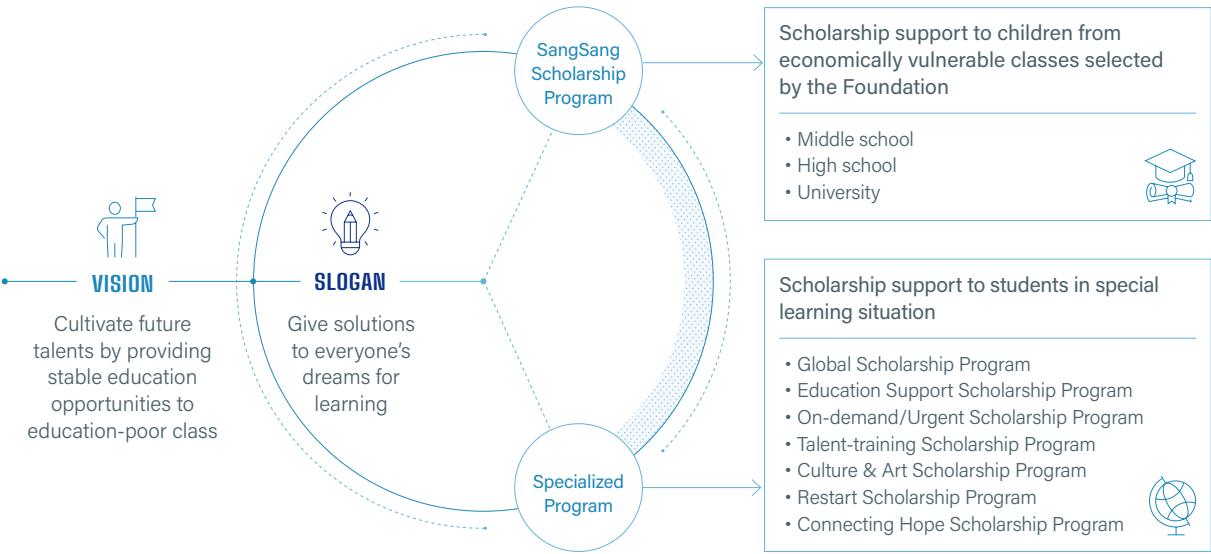 VISION
Cultivate future
talents by providing
stable education
opportunities to
education-poor class
SLOGAN
Give solutions
to everyone's
dreams for
learning
SangSang
Scholarship
Program
Scholarship support to children from
economically vulnerable classes selected
by the Foundation
• Middle school
• High school
• University
Specialized
Program
Scholarship support to students in special
learning situation
• Global Scholarship Program
• Education Support Scholarship Program
• On-demand/Urgent Scholarship Program
• Talent-training Scholarship Program
• Culture & Art Scholarship Program
• Restart Scholarship Program
• Connecting Hope Scholarship Program